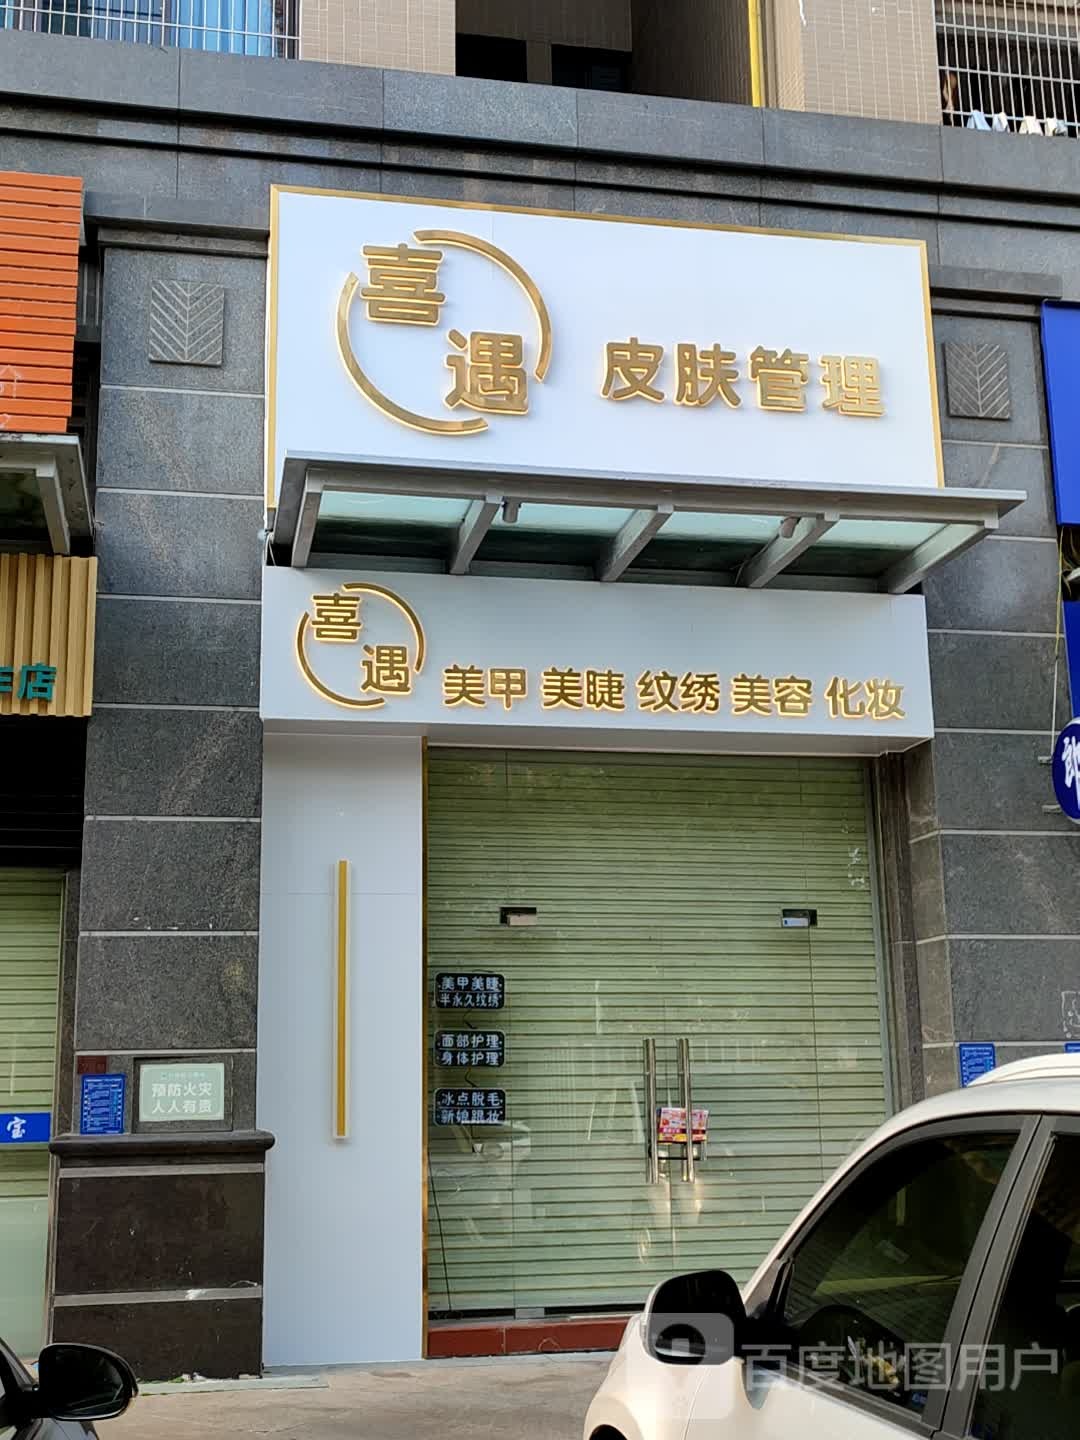 喜遇
皮肤管理
喜遇
美甲 美睫 纹绣 美容 化妆
店
美甲美睫
半永久纹绣
面部护理
身体护理
冰点脱毛
新娘跟妆
预防火灾
人人有责
宝
百度地图用户